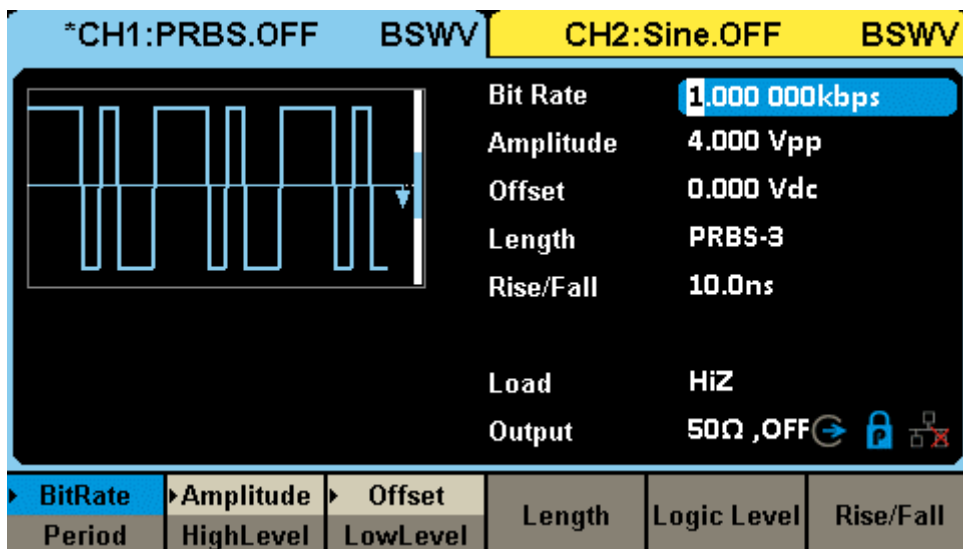 *CH1:PRBS.OFF BSWV CH2:Sine.OFF BSWV
Bit Rate 1.000 000kbps
Amplitude 4.000 Vpp
Offset 0.000 Vdc
Length PRBS-3
Rise/Fall 10.0ns
Load HiZ
Output 50Ω ,OFF P
BitRate Amplitude Offset Length Logic Level Rise/Fall
Period HighLevel LowLevel